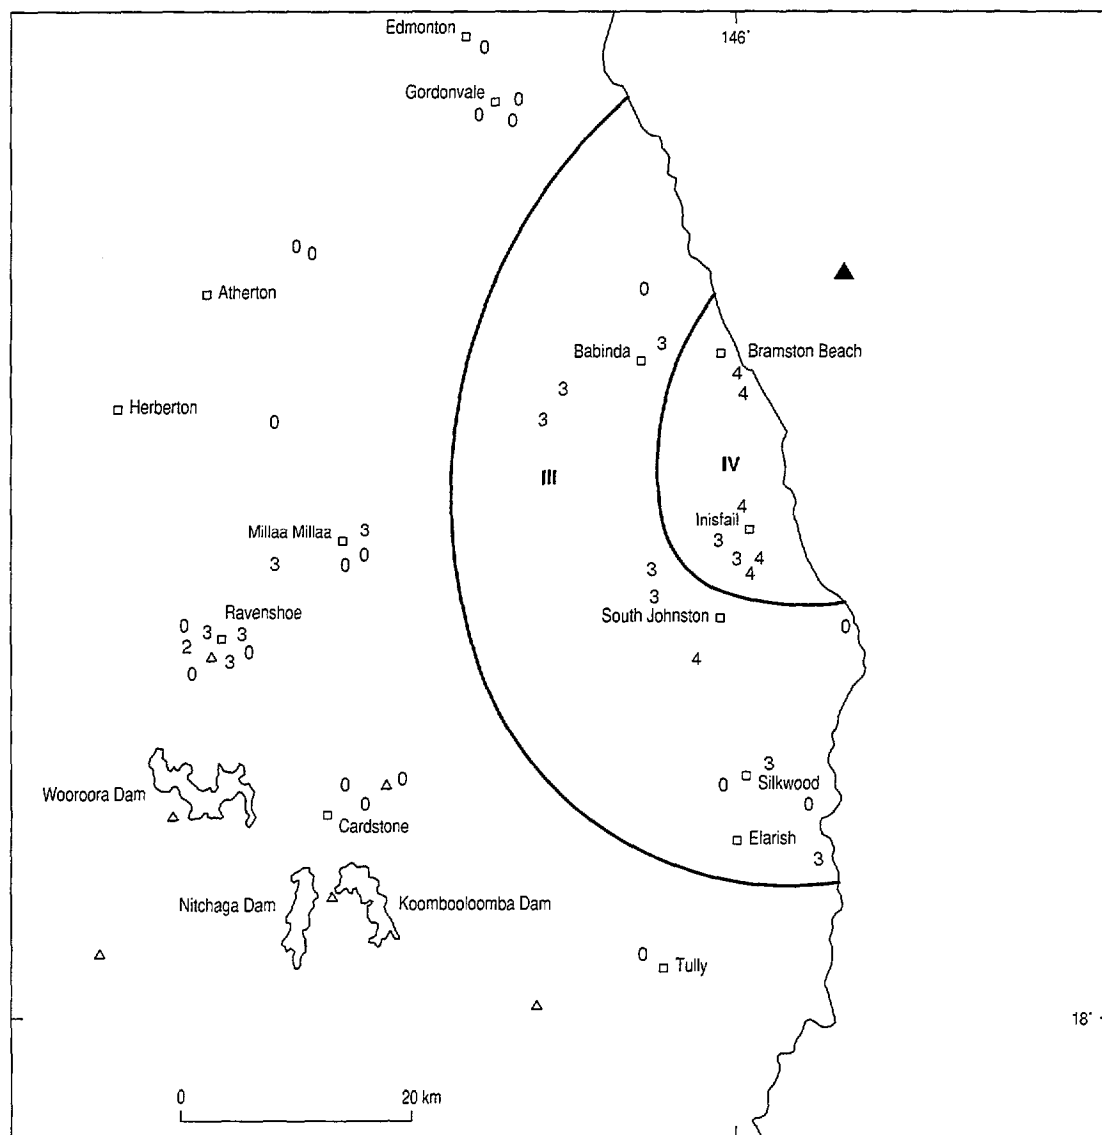 Edmonton
0
146°
Gordonvale
0
0
0
0 0
0
Atherton
3
Babinda
Bramston Beach
4
3
4
Herberton
3
0
III
IV
4
Inisfail
Millaa Millaa
3
3
0
3
4
3
0
3
4
3
South Johnston
Ravenshoe
0
0
3
3
2
0
3
4
0
3
0
0
0
Silkwood
Wooroora Dam
0
0
Cardstone
Elarish
3
Nitchaga Dam
Koombooloomba Dam
0
Tully
18°
0
20 km